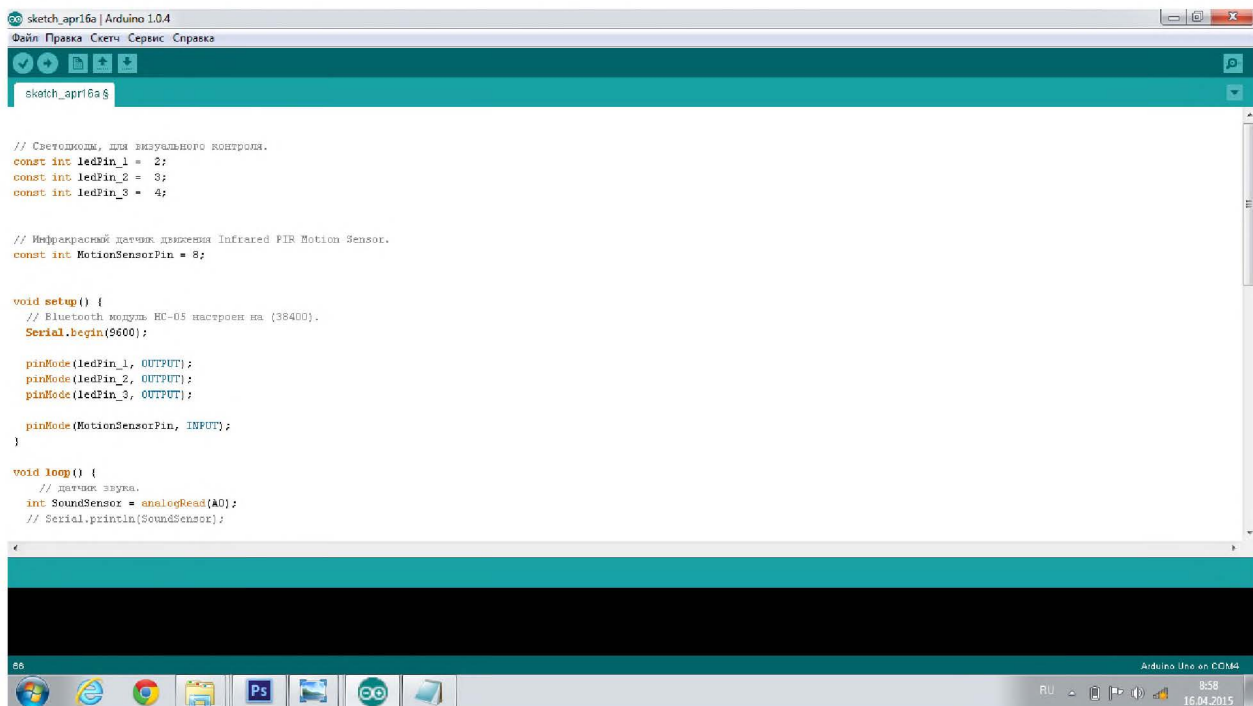 sketch_apr16a | Arduino 1.0.4
Файл Правка Скетч Сервис Справка
sketch_apr16a §
// Светодиоды, для визуального контроля.
const int ledPin_1 =  2;
const int ledPin_2 =  3;
const int ledPin_3 =  4;
// Инфракрасный датчик движения Infrared PIR Motion Sensor.
const int MotionSensorPin = 8;
void setup() {
// Bluetooth модуль HC-05 настроен на (38400).
Serial.begin(9600);
pinMode(ledPin_1, OUTPUT);
pinMode(ledPin_2, OUTPUT);
pinMode(ledPin_3, OUTPUT);
pinMode(MotionSensorPin, INPUT);
}
void loop() {
// датчик звука.
int SoundSensor = analogRead(A0);
// Serial.println(SoundSensor);
66
Arduino Uno on COM4
Ps
RU
8:58
16.04.2015